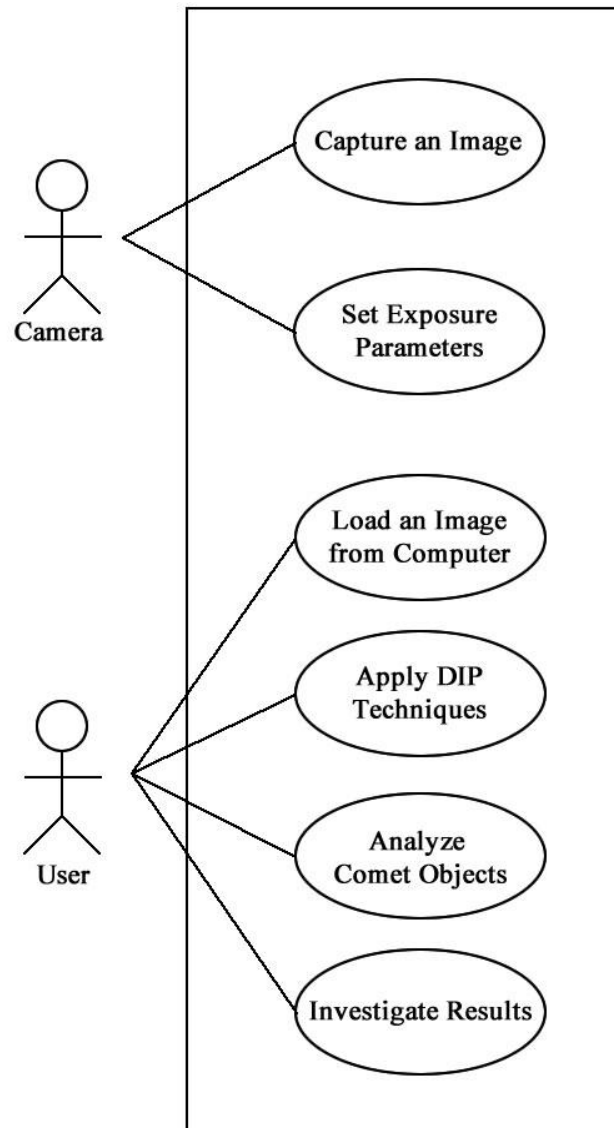 Capture an Image
Camera
Set Exposure
Parameters
Load an Image
from Computer
Apply DIP
Techniques
User
Analyze
Comet Objects
Investigate Results